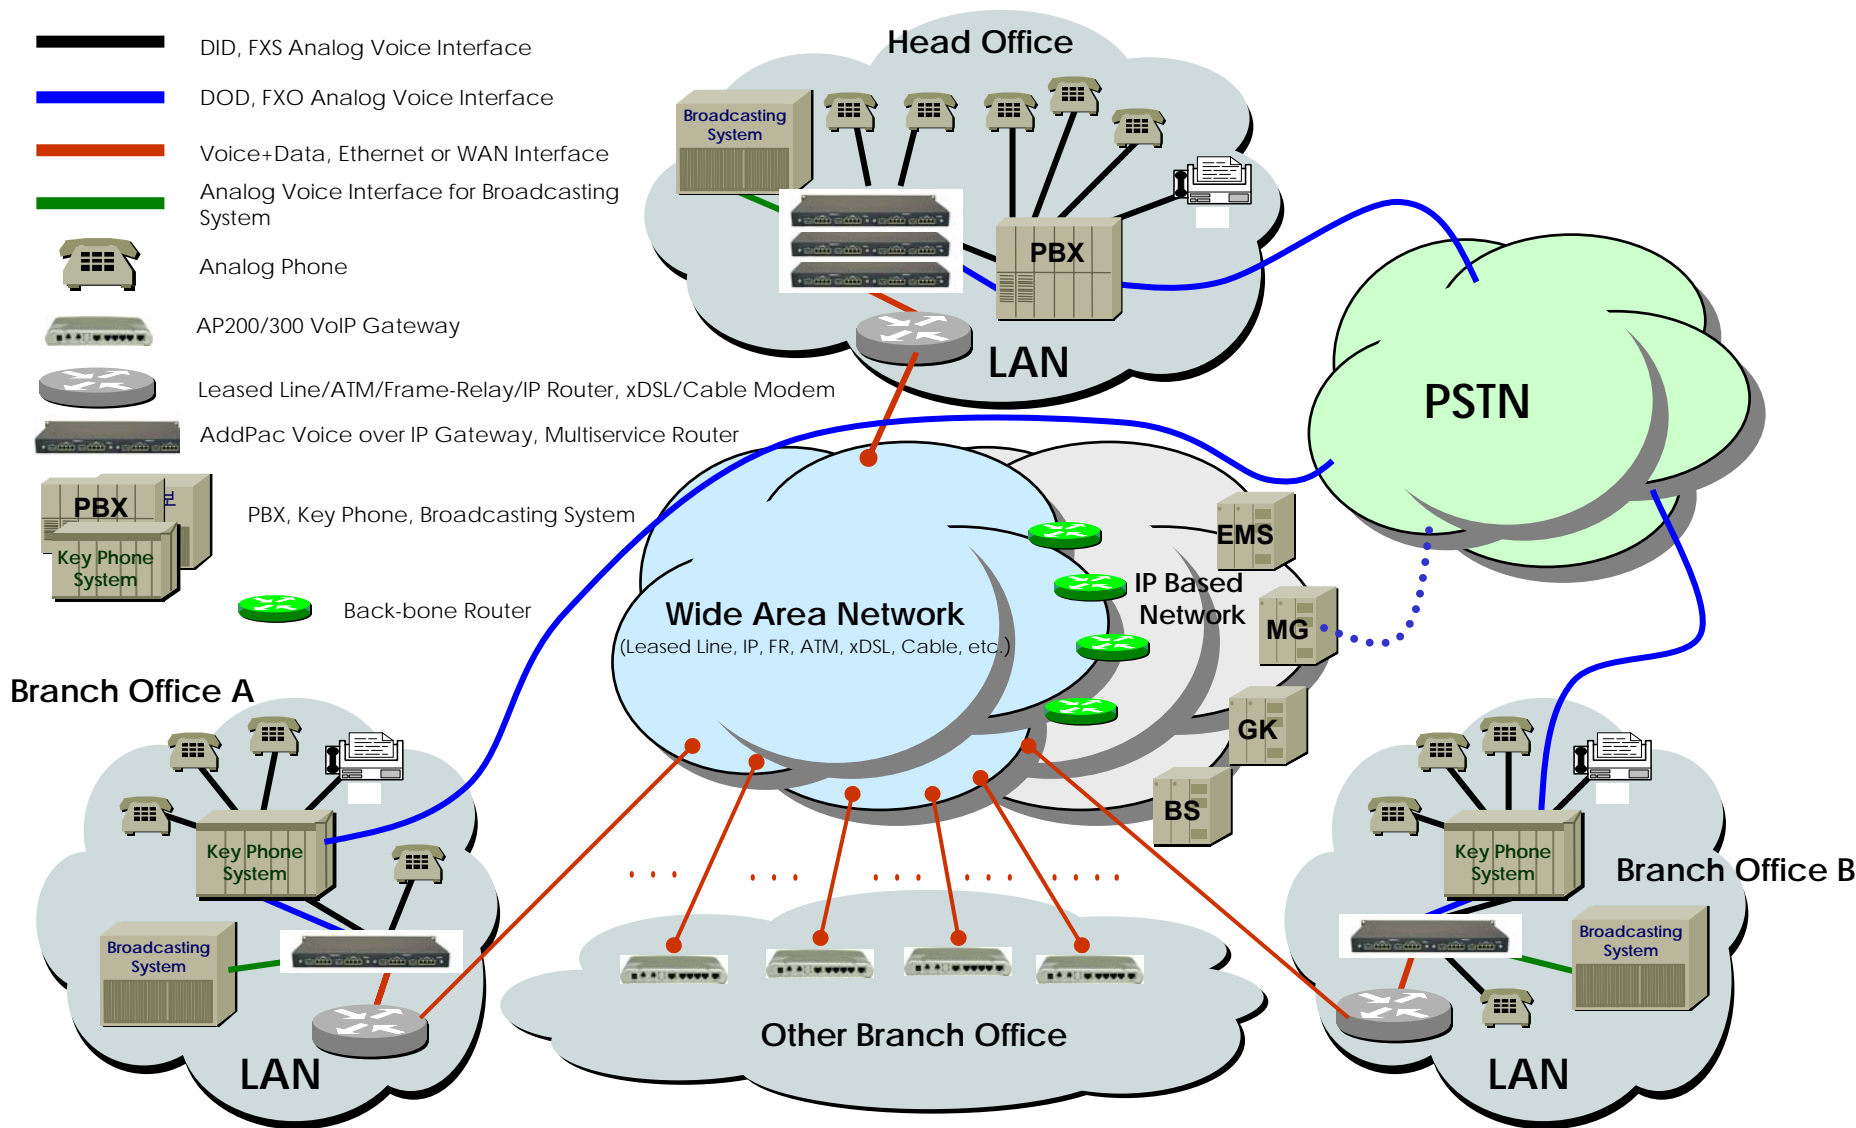 DID, FXS Analog Voice Interface
DOD, FXO Analog Voice Interface
Voice+Data, Ethernet or WAN Interface
Analog Voice Interface for Broadcasting
System
Analog Phone
AP200/300 VoIP Gateway
Leased Line/ATM/Frame-Relay/IP Router, xDSL/Cable Modem
AddPac Voice over IP Gateway, Multiservice Router
PBX
Key Phone
System
PBX, Key Phone, Broadcasting System
Back-bone Router
Head Office
Broadcasting
System
PBX
LAN
PSTN
Wide Area Network
(Leased Line, IP, FR, ATM, xDSL, Cable, etc.)
IP Based
Network
EMS
MG
GK
BS
Branch Office A
Key Phone
System
Broadcasting
System
LAN
Other Branch Office
Branch Office B
Key Phone
System
Broadcasting
System
LAN